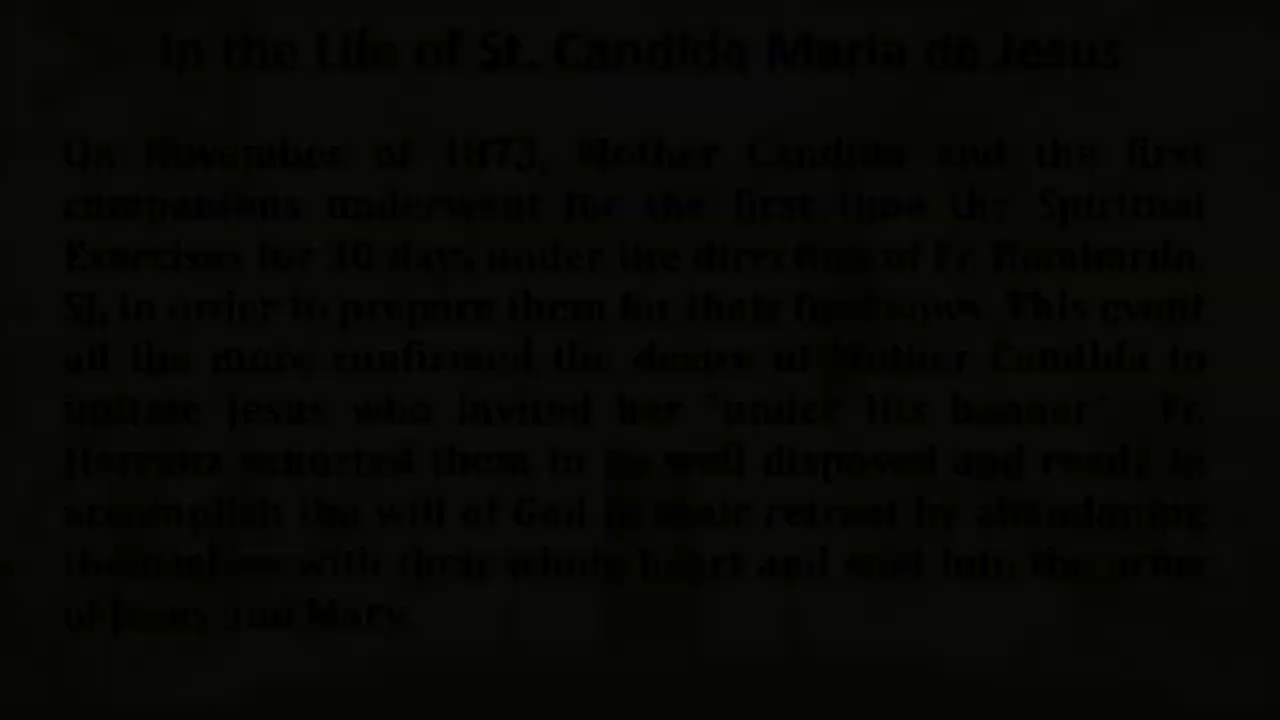 In the Life of St. Candida Maria de Jesus
On November of 1873, Mother Candida and the first
companions underwent for the first time the Spiritual
Exercises for 30 days under the direction of Fr.
SJ, in order to prepare them for their first vows. This event
all the more confirmed the desire of Mother Candida to
imitate Jesus who invited her "under His banner". Fr.
Herranz them to be well disposed and ready to
accomplish the will of God in their retreat by abandoning
themselves with their whole heart and soul into the arms
of Jesus and Mary.